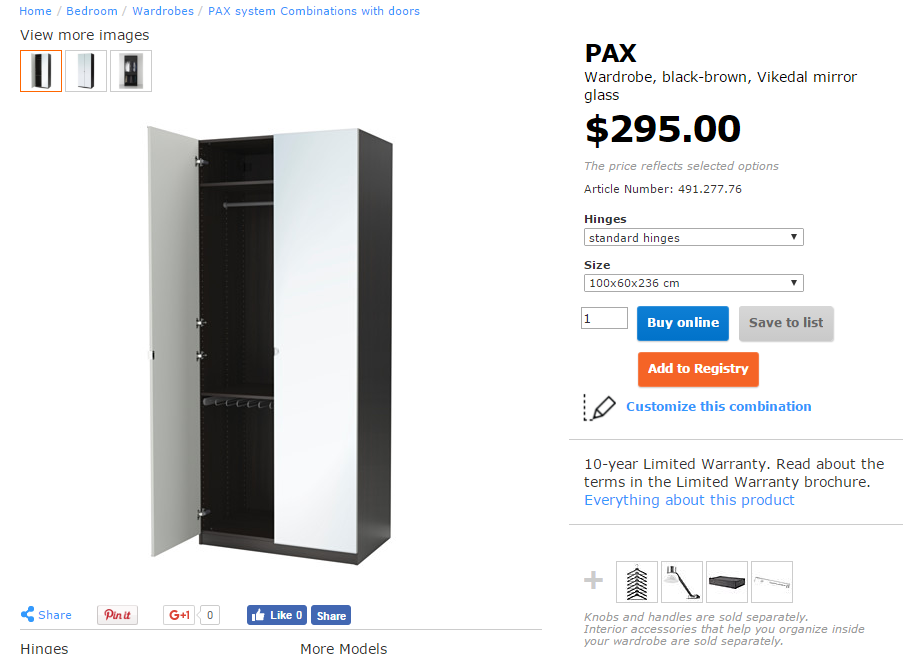 Home / Bedroom / Wardrobes / PAX system Combinations with doors
View more images
PAX
Wardrobe, black-brown, Vikedal mirror
glass
$295.00
The price reflects selected options
Article Number: 491.277.76
Hinges
standard hinges
Size
100x60x236 cm
1
Buy online
Save to list
Add to Registry
Customize this combination
10-year Limited Warranty. Read about the
terms in the Limited Warranty brochure.
Everything about this product
Knobs and handles are sold separately.
Interior accessories that help you organize inside
your wardrobe are sold separately.
Share
Pin it
G+1 0
Like 0
Share
Hinges
More Models